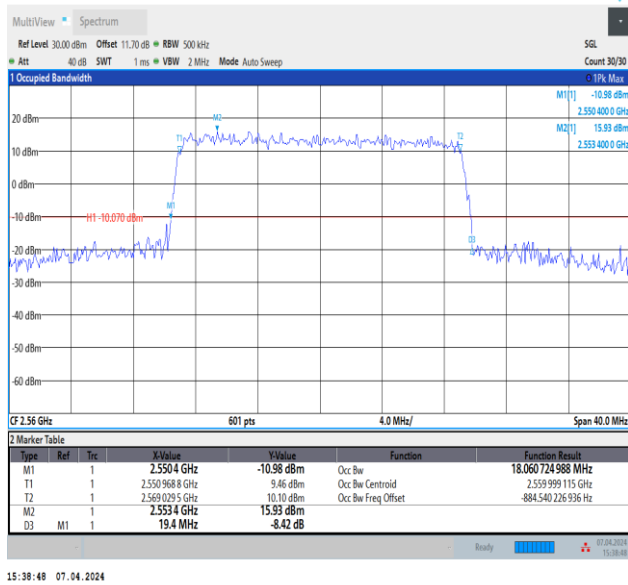 MultiView Spectrum
Ref Level 30.00 dBm Offset 11.70 dB RBW 500 kHz SGL
Att 40 dB SWT 1 ms VBW 2 MHz Mode Auto Sweep Count 30/30
1 Occupied Bandwidth 1Pk Max
M1[1] -10.98 dBm
2.550 400 0 GHz
M2[1] 15.93 dBm
2.553 400 0 GHz
20 dBm
M2
T1
T2
10 dBm
0 dBm
M1
-10 dBm
H1 -10.070 dBm
D3
-20 dBm
-30 dBm
-40 dBm
-50 dBm
-60 dBm
CF 2.56 GHz 601 pts 4.0 MHz/ Span 40.0 MHz
2 Marker Table
Type Ref Trc X-Value Y-Value Function Function Result
M1 1 2.550 4 GHz -10.98 dBm Occ Bw 18.060 724 988 MHz
T1 1 2.550 968 8 GHz 9.46 dBm Occ Bw Centroid 2.559 999 115 GHz
T2 1 2.569 029 5 GHz 10.10 dBm Occ Bw Freq Offset -884.540 226 936 Hz
M2 1 2.553 4 GHz 15.93 dBm
D3 M1 1 19.4 MHz -8.42 dB
Ready 07.04.2024
15:38:48
15:38:48 07.04.2024